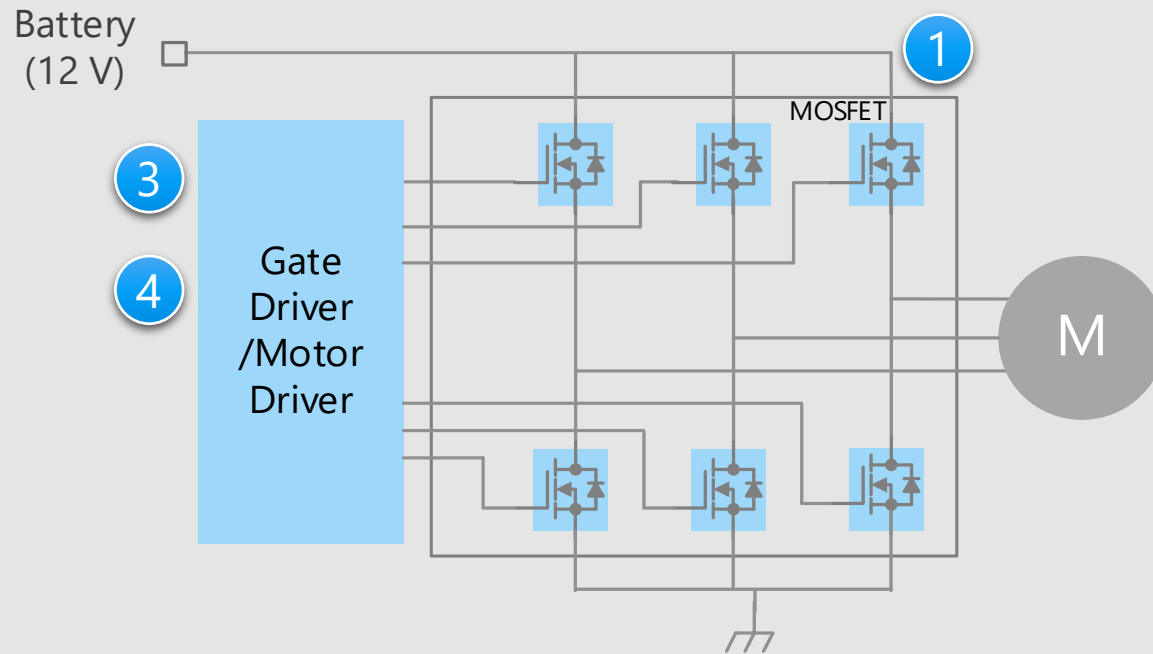 Battery
(12 V)
1
MOSFET
3
4
Gate
Driver
/Motor
Driver
M